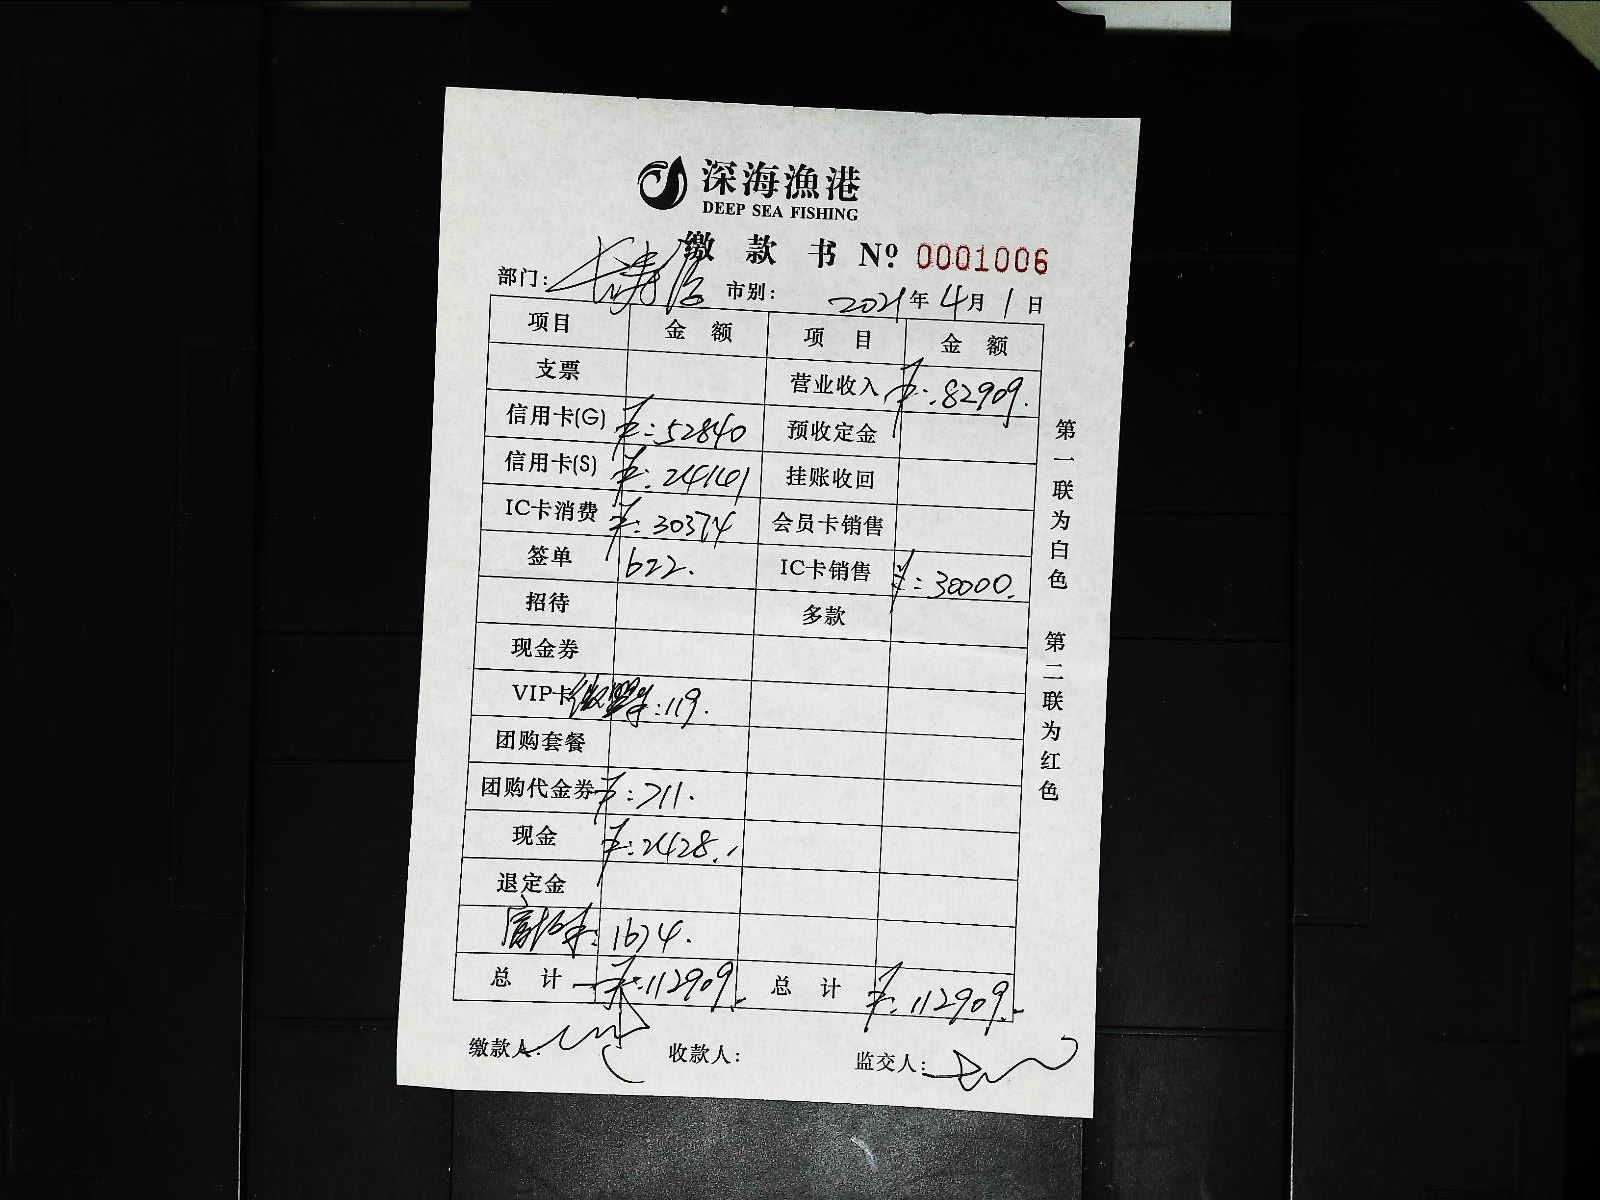 深海渔港
DEEP SEA FISHING
缴款书 Nº 0001006
部门: 长寿店 市别: 2021年4月1日
项目 金额 项目 金额
支票 营业收入 ¥:82909.
信用卡(G) ¥:52840 预收定金
信用卡(S) ¥:24141 挂账收回
IC卡消费 ¥:30374 会员卡销售
签单 622. IC卡销售 ¥:30000.
招待 多款
现金券
VIP卡 :119.
团购套餐
团购代金券 ¥:711.
现金 ¥:2428.
退定金
:1674.
总计 ¥:112909. 总计 ¥:112909.
缴款人: 收款人: 监交人:
第一联为白色 第二联为红色